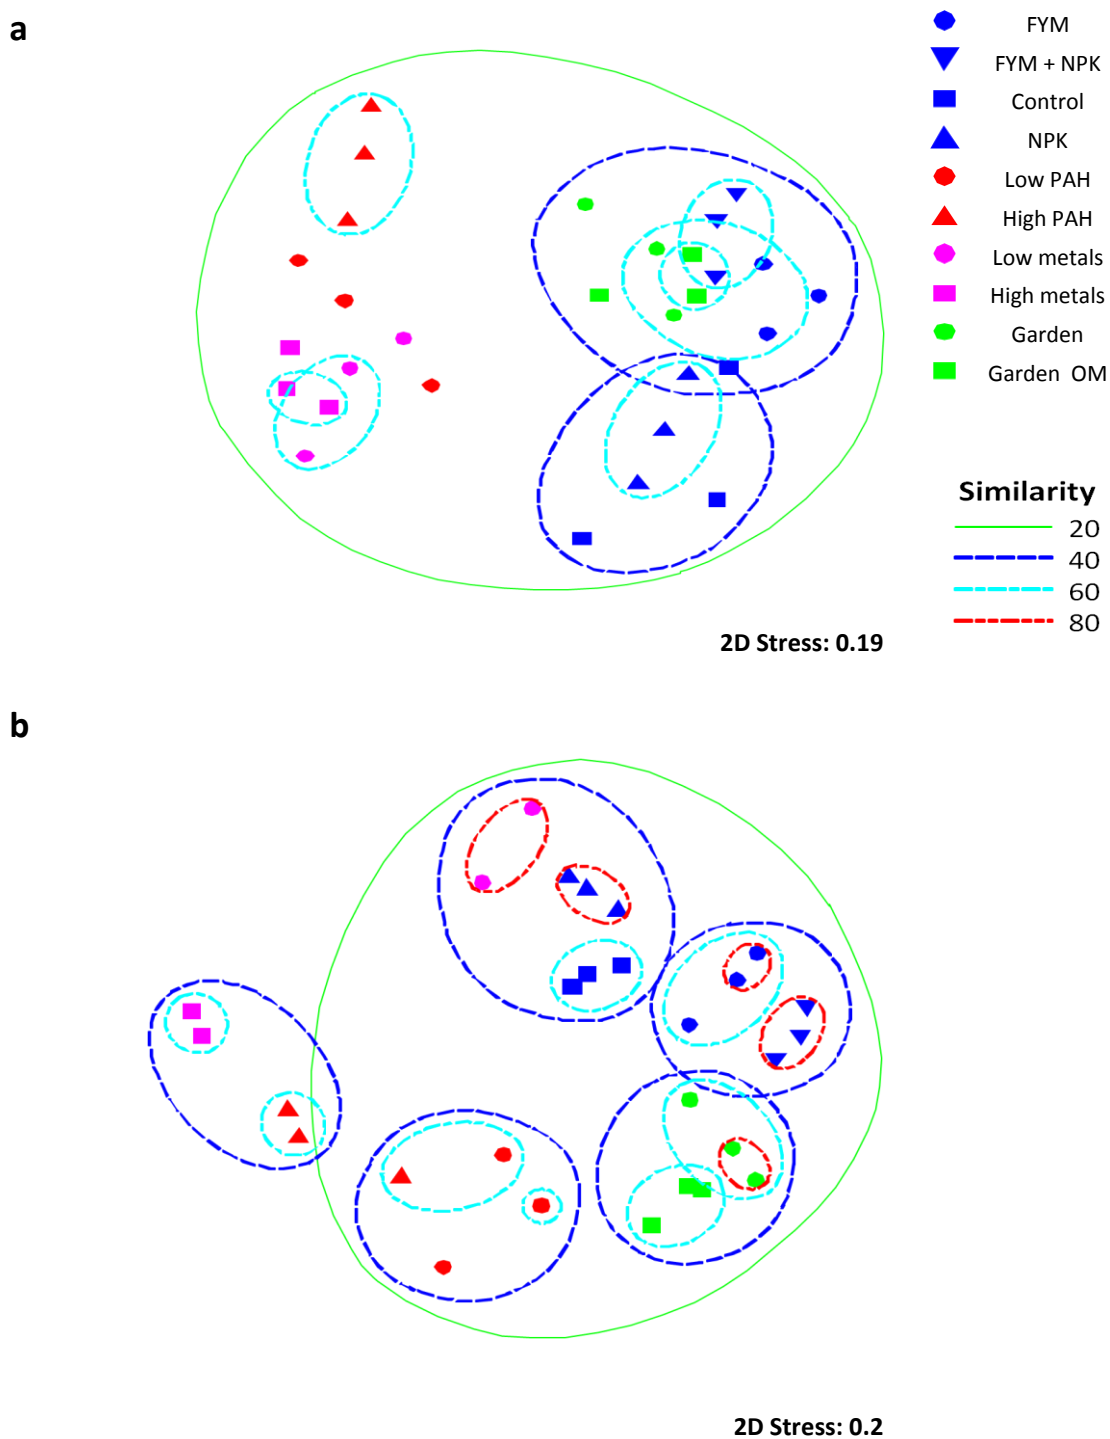 a
FYM
FYM + NPK
Control
NPK
Low PAH
High PAH
Low metals
High metals
Garden
Garden OM
Similarity
20
40
60
80
2D Stress: 0.19
b
2D Stress: 0.2